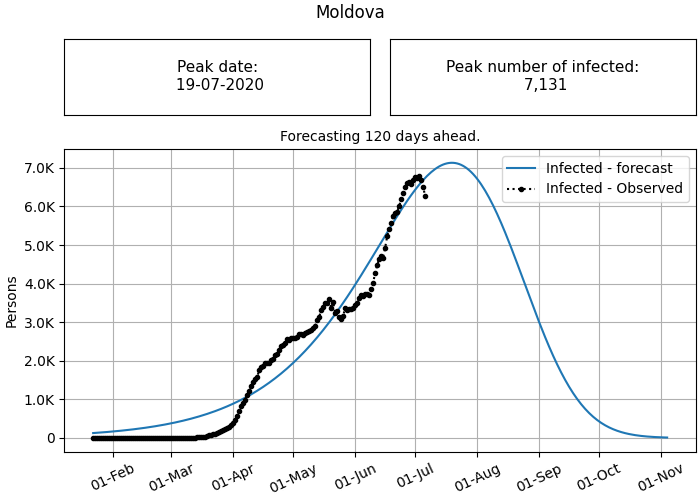 Moldova
Peak date:
19-07-2020
Peak number of infected:
7,131
Forecasting 120 days ahead.
Infected - forecast
Infected - Observed
7.0K
6.0K
5.0K
4.0K
3.0K
2.0K
1.0K
0
Persons
01-Feb
01-Mar
01-Apr
01-May
01-Jun
01-Jul
01-Aug
01-Sep
01-Oct
01-Nov